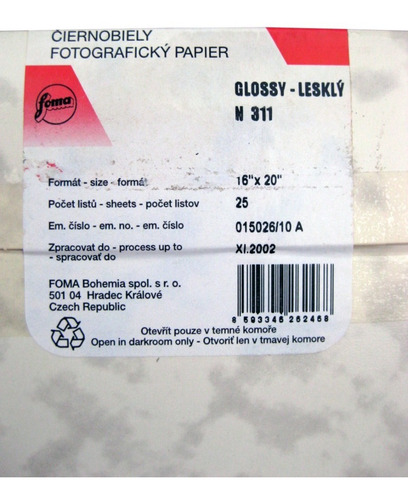 ČIERNOBIELY
FOTOGRAFICKÝ PAPIER
foma
GLOSSY - LESKLÝ
N 311
Formát - size - formát 16"x 20"
Počet listů - sheets - počet listov 25
Em. číslo - em. no. - em. číslo 015026/10 A
Zpracovat do - process up to XI.2002
- spracovať do
FOMA Bohemia spol. s r. o.
501 04 Hradec Králové
Czech Republic
8 593345 262468
Otevřít pouze v temné komoře
Open in darkroom only - Otvoriť len v tmavej komore